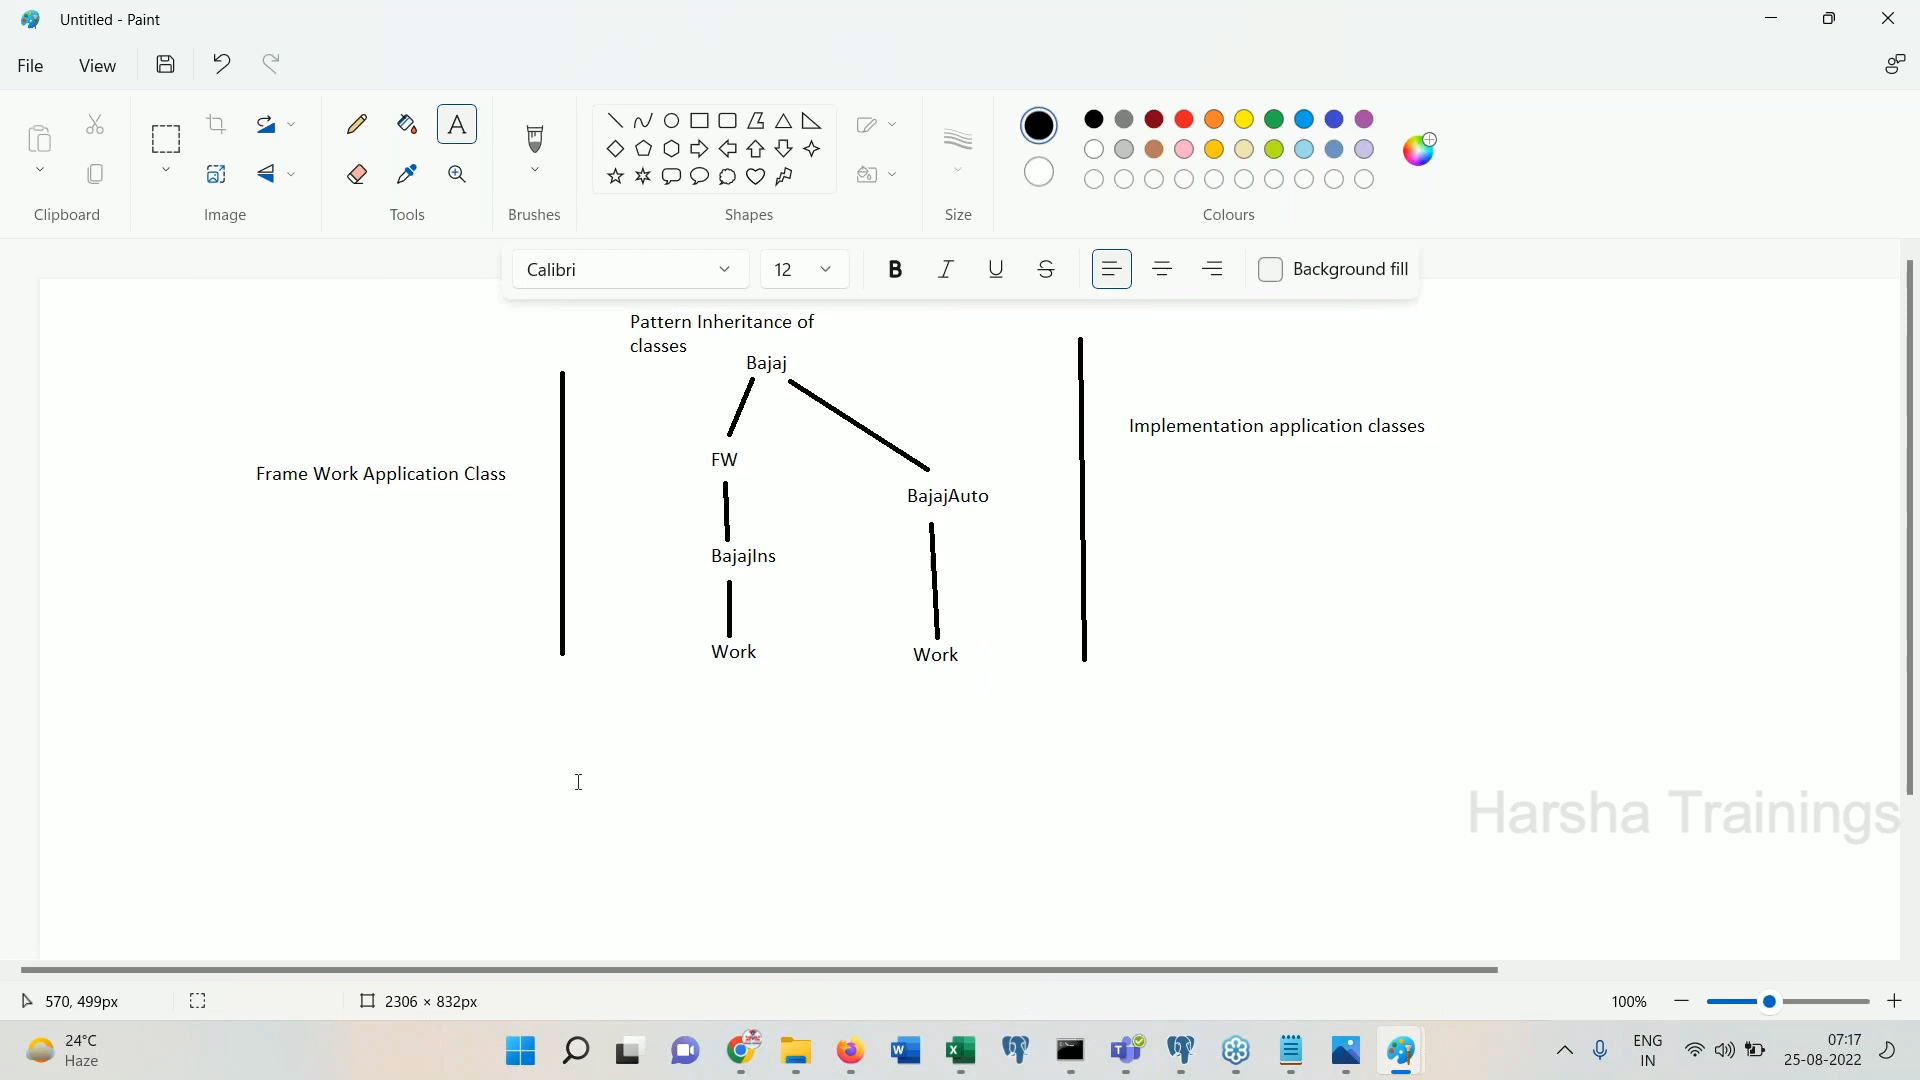 Untitled - Paint
File
View
Clipboard
Image
Tools
Brushes
Shapes
Size
Colours
Calibri
12
B
I
U
S
Background fill
Pattern Inheritance of
classes
Bajaj
Implementation application classes
FW
Frame Work Application Class
BajajAuto
BajajIns
Work
Work
Harsha Trainings
570, 499px
2306 × 832px
100%
24°C
Haze
ENG
IN
07:17
25-08-2022